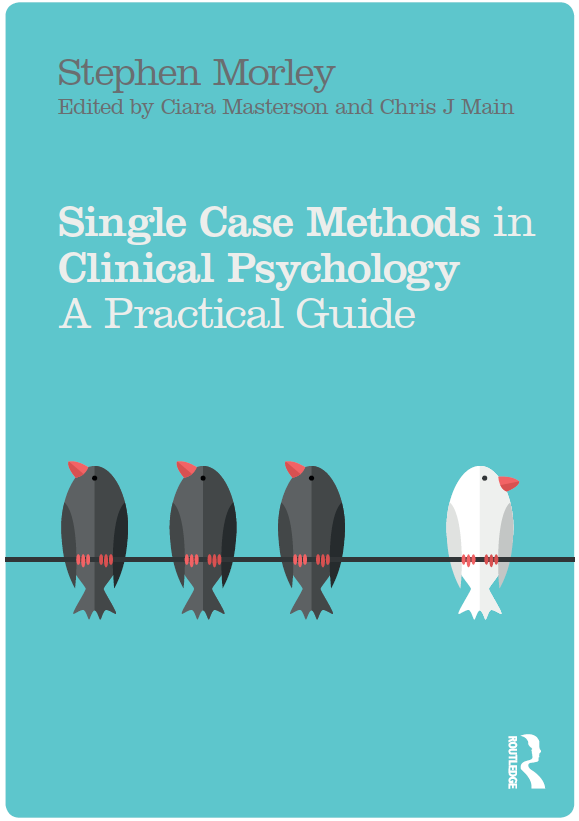 Stephen Morley
Edited by Ciara Masterson and Chris J Main
Single Case Methods in
Clinical Psychology
A Practical Guide
ROUTLEDGE